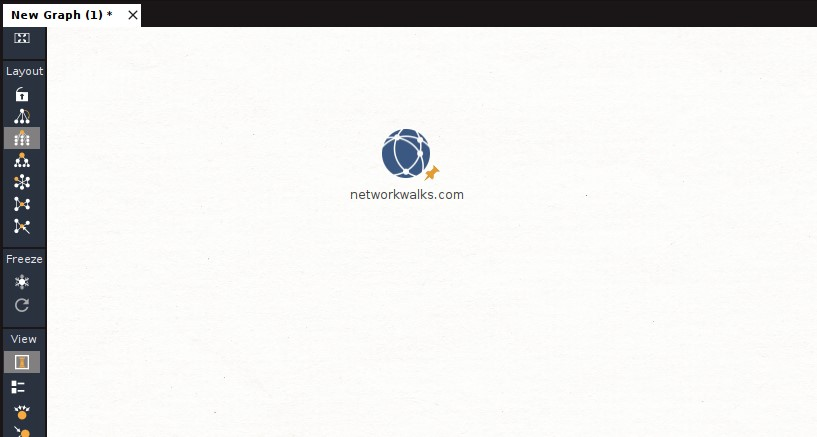 New Graph (1) *
Layout
networkwalks.com
Freeze
View